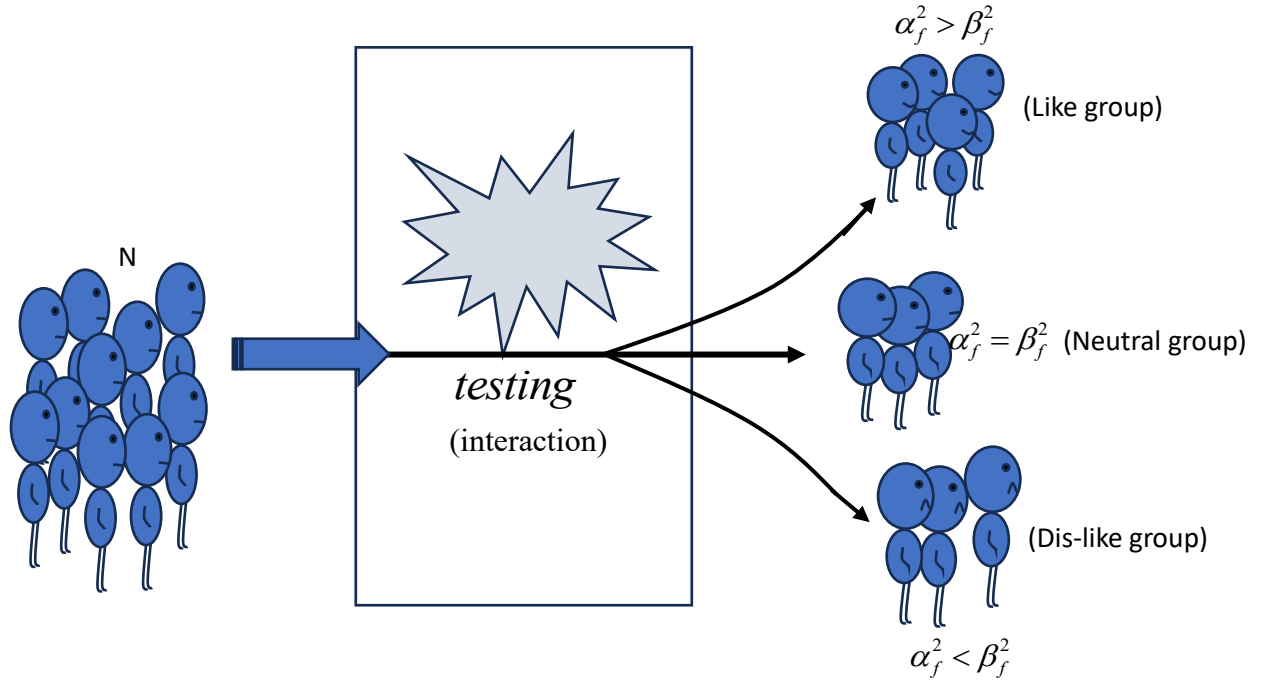 N
testing
(interaction)
α_f^2 > β_f^2
(Like group)
α_f^2 = β_f^2 (Neutral group)
(Dis-like group)
α_f^2 < β_f^2